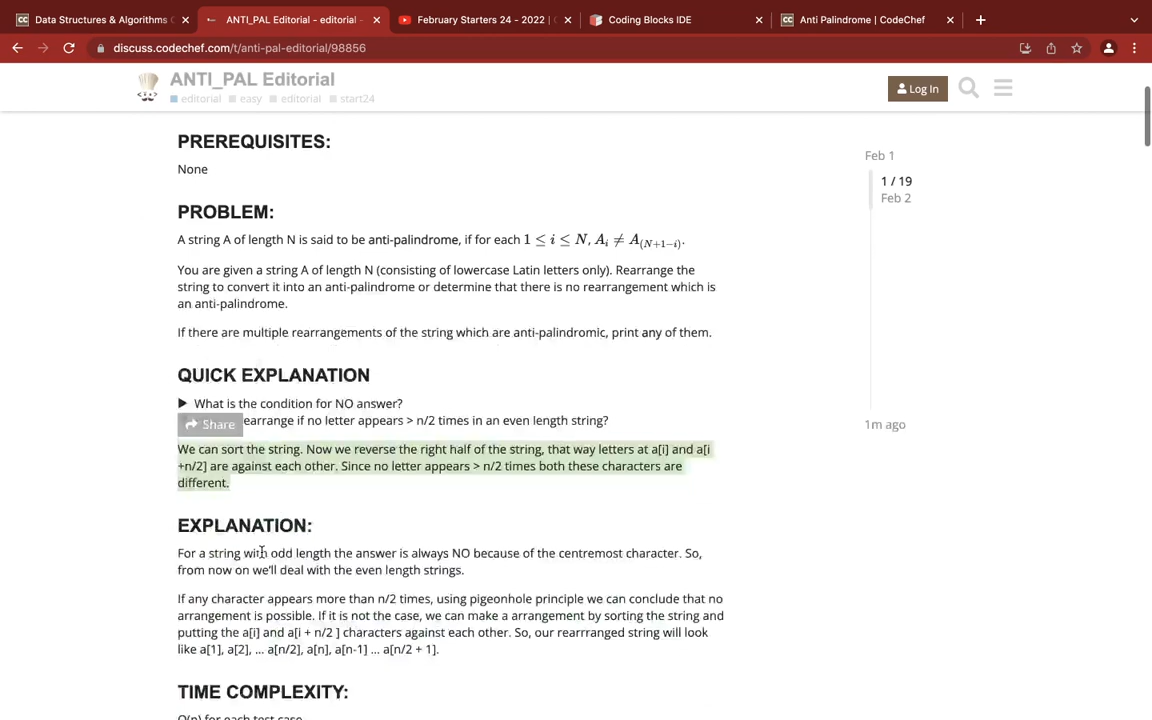 Data Structures & Algorithms
ANTI_PAL Editorial - editorial -
February Starters 24 - 2022 |
Coding Blocks IDE
Anti Palindrome | CodeChef
discuss.codechef.com/t/anti-pal-editorial/98856
ANTI_PAL Editorial
editorial easy editorial start24
Log In
PREREQUISITES:
None
PROBLEM:
A string A of length N is said to be anti-palindrome, if for each 1 ≤ i ≤ N, A_i ≠ A_(N+1−i).
You are given a string A of length N (consisting of lowercase Latin letters only). Rearrange the
string to convert it into an anti-palindrome or determine that there is no rearrangement which is
an anti-palindrome.
If there are multiple rearrangements of the string which are anti-palindromic, print any of them.
QUICK EXPLANATION
What is the condition for NO answer?
Share
earrange if no letter appears > n/2 times in an even length string?
We can sort the string. Now we reverse the right half of the string, that way letters at a[i] and a[i
+n/2] are against each other. Since no letter appears > n/2 times both these characters are
different.
EXPLANATION:
For a string with odd length the answer is always NO because of the centremost character. So,
from now on we'll deal with the even length strings.
If any character appears more than n/2 times, using pigeonhole principle we can conclude that no
arrangement is possible. If it is not the case, we can make a arrangement by sorting the string and
putting the a[i] and a[i + n/2 ] characters against each other. So, our rearrranged string will look
like a[1], a[2], … a[n/2], a[n], a[n-1] … a[n/2 + 1].
TIME COMPLEXITY:
O(n) for each test case.
Feb 1
1 / 19
Feb 2
1m ago